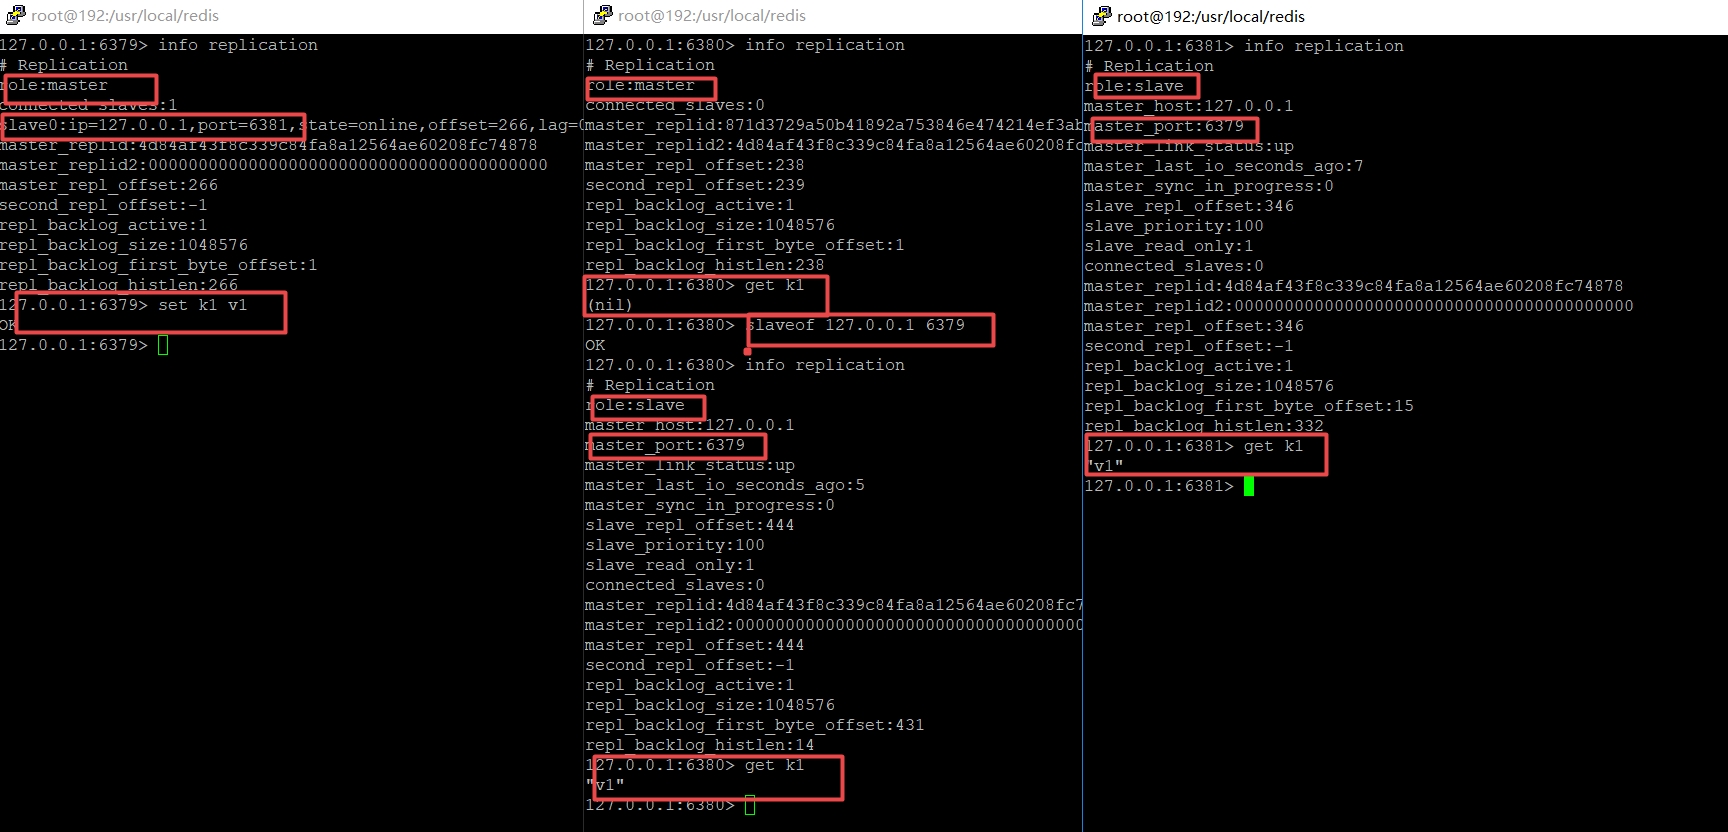 root@192:/usr/local/redis
127.0.0.1:6379> info replication
# Replication
role:master
connected_slaves:1
slave0:ip=127.0.0.1,port=6381,state=online,offset=266,lag=0
master_replid:4d84af43f8c339c84fa8a12564ae60208fc74878
master_replid2:0000000000000000000000000000000000000000
master_repl_offset:266
second_repl_offset:-1
repl_backlog_active:1
repl_backlog_size:1048576
repl_backlog_first_byte_offset:1
repl_backlog_histlen:266
127.0.0.1:6379> set k1 v1
OK
127.0.0.1:6379>
root@192:/usr/local/redis
127.0.0.1:6380> info replication
# Replication
role:master
connected_slaves:0
master_replid:871d3729a50b41892a753846e474214ef3ab
master_replid2:4d84af43f8c339c84fa8a12564ae60208fc
master_repl_offset:238
second_repl_offset:239
repl_backlog_active:1
repl_backlog_size:1048576
repl_backlog_first_byte_offset:1
repl_backlog_histlen:238
127.0.0.1:6380> get k1
(nil)
127.0.0.1:6380> slaveof 127.0.0.1 6379
OK
127.0.0.1:6380> info replication
# Replication
role:slave
master_host:127.0.0.1
master_port:6379
master_link_status:up
master_last_io_seconds_ago:5
master_sync_in_progress:0
slave_repl_offset:444
slave_priority:100
slave_read_only:1
connected_slaves:0
master_replid:4d84af43f8c339c84fa8a12564ae60208fc7
master_replid2:00000000000000000000000000000000000
master_repl_offset:444
second_repl_offset:-1
repl_backlog_active:1
repl_backlog_size:1048576
repl_backlog_first_byte_offset:431
repl_backlog_histlen:14
127.0.0.1:6380> get k1
"v1"
127.0.0.1:6380>
root@192:/usr/local/redis
127.0.0.1:6381> info replication
# Replication
role:slave
master_host:127.0.0.1
master_port:6379
master_link_status:up
master_last_io_seconds_ago:7
master_sync_in_progress:0
slave_repl_offset:346
slave_priority:100
slave_read_only:1
connected_slaves:0
master_replid:4d84af43f8c339c84fa8a12564ae60208fc74878
master_replid2:0000000000000000000000000000000000000000
master_repl_offset:346
second_repl_offset:-1
repl_backlog_active:1
repl_backlog_size:1048576
repl_backlog_first_byte_offset:15
repl_backlog_histlen:332
127.0.0.1:6381> get k1
"v1"
127.0.0.1:6381>